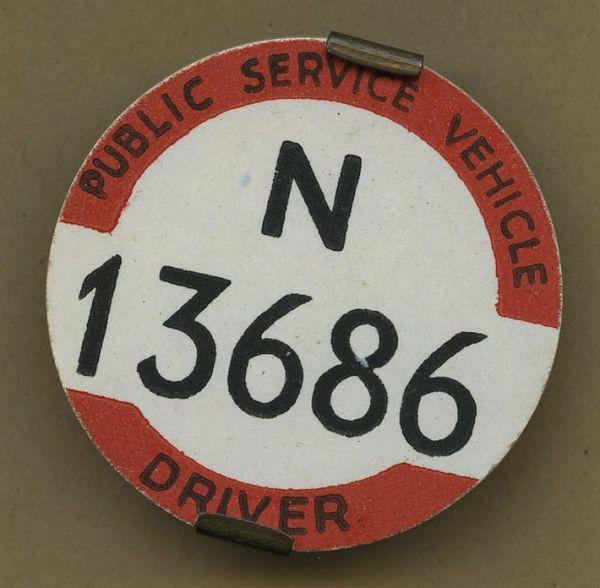 PUBLIC SERVICE VEHICLE
N
13686
DRIVER